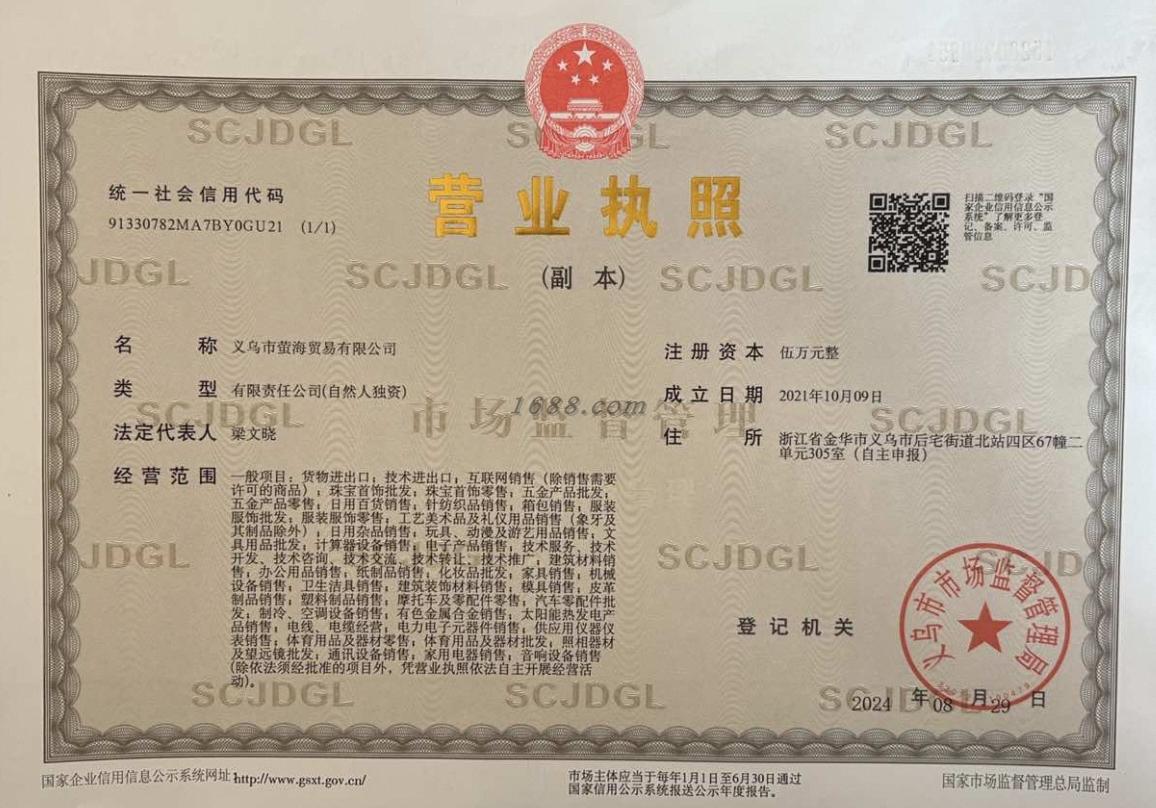 统一社会信用代码
91330782MA7BY0GU21 (1/1)
营业执照
(副 本)
扫描二维码登录“国
家企业信用信息公示
系统”了解更多登
记、备案、许可、监
管信息
名 称 义乌市萤海贸易有限公司
类 型 有限责任公司(自然人独资)
法定代表人 梁文晓
经营范围 一般项目：货物进出口；技术进出口；互联网销售（除销售需要
许可的商品）；珠宝首饰批发；珠宝首饰零售；五金产品批发；
五金产品零售；日用百货销售；针纺织品销售；箱包销售；服装
服饰批发；服装服饰零售；工艺美术品及礼仪用品销售（象牙及
其制品除外）；日用杂品销售；玩具、动漫及游艺用品销售；文
具用品批发；计算器设备销售；电子产品销售；技术服务、技术
开发、技术咨询、技术交流、技术转让、技术推广；建筑材料销
售；办公用品销售；纸制品销售；化妆品批发；家具销售；机械
设备销售；卫生洁具销售；建筑装饰材料销售；模具销售；皮革
制品销售；塑料制品销售；摩托车及零配件零售；汽车零配件批
发；制冷、空调设备销售；有色金属合金销售；太阳能热发电产
品销售；电线、电缆经营；电力电子元器件销售；供应用仪器仪
表销售；体育用品及器材零售；体育用品及器材批发；照相器材
及望远镜批发；通讯设备销售；家用电器销售；音响设备销售
(除依法须经批准的项目外，凭营业执照依法自主开展经营活
动)。
注册资本 伍万元整
成立日期 2021年10月09日
住 所 浙江省金华市义乌市后宅街道北站四区67幢二
单元305室（自主申报）
1688.com
市场监督管理
SCJDGL
登记机关
义乌市市场监督管理局
2024 年 08 月 29 日
国家企业信用信息公示系统网址:http://www.gsxt.gov.cn/
市场主体应当于每年1月1日至6月30日通过
国家信用公示系统报送公示年度报告。
国家市场监督管理总局监制